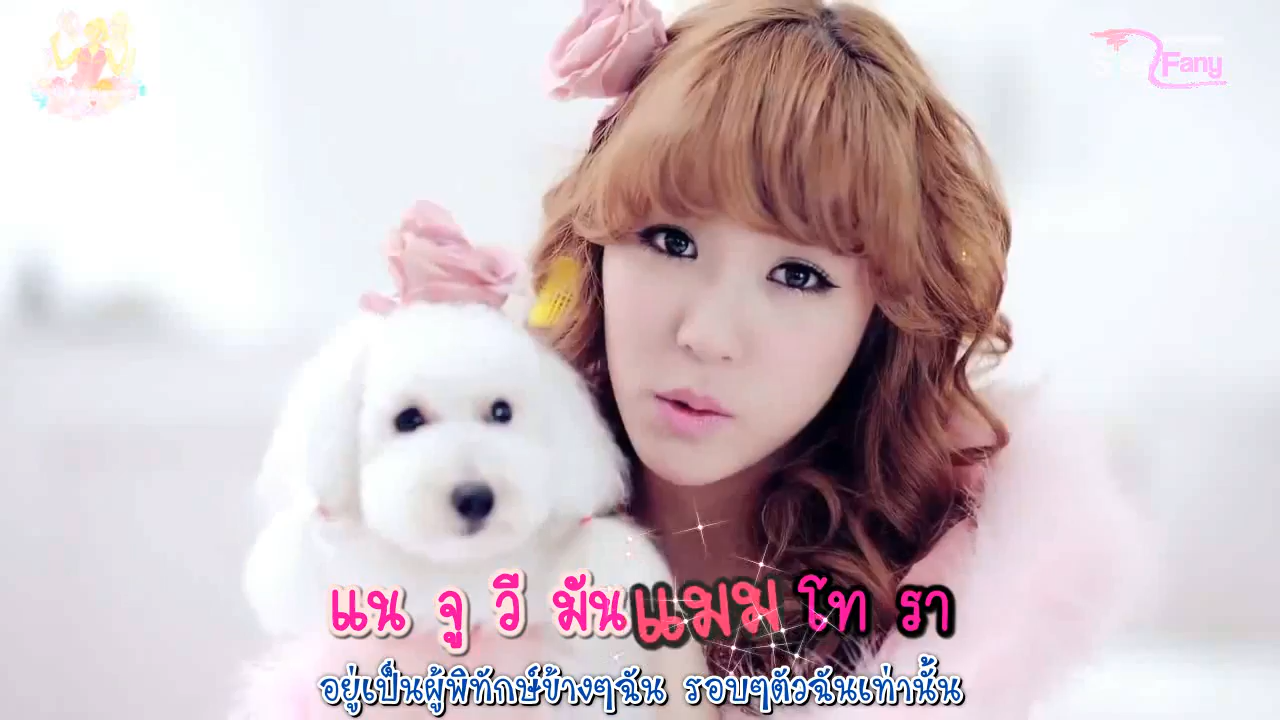 Fany
แน จู วี มันแมม โท รา
อยู่เป็นผู้พิทักษ์ข้างๆฉัน รอบๆตัวฉันเท่านั้น